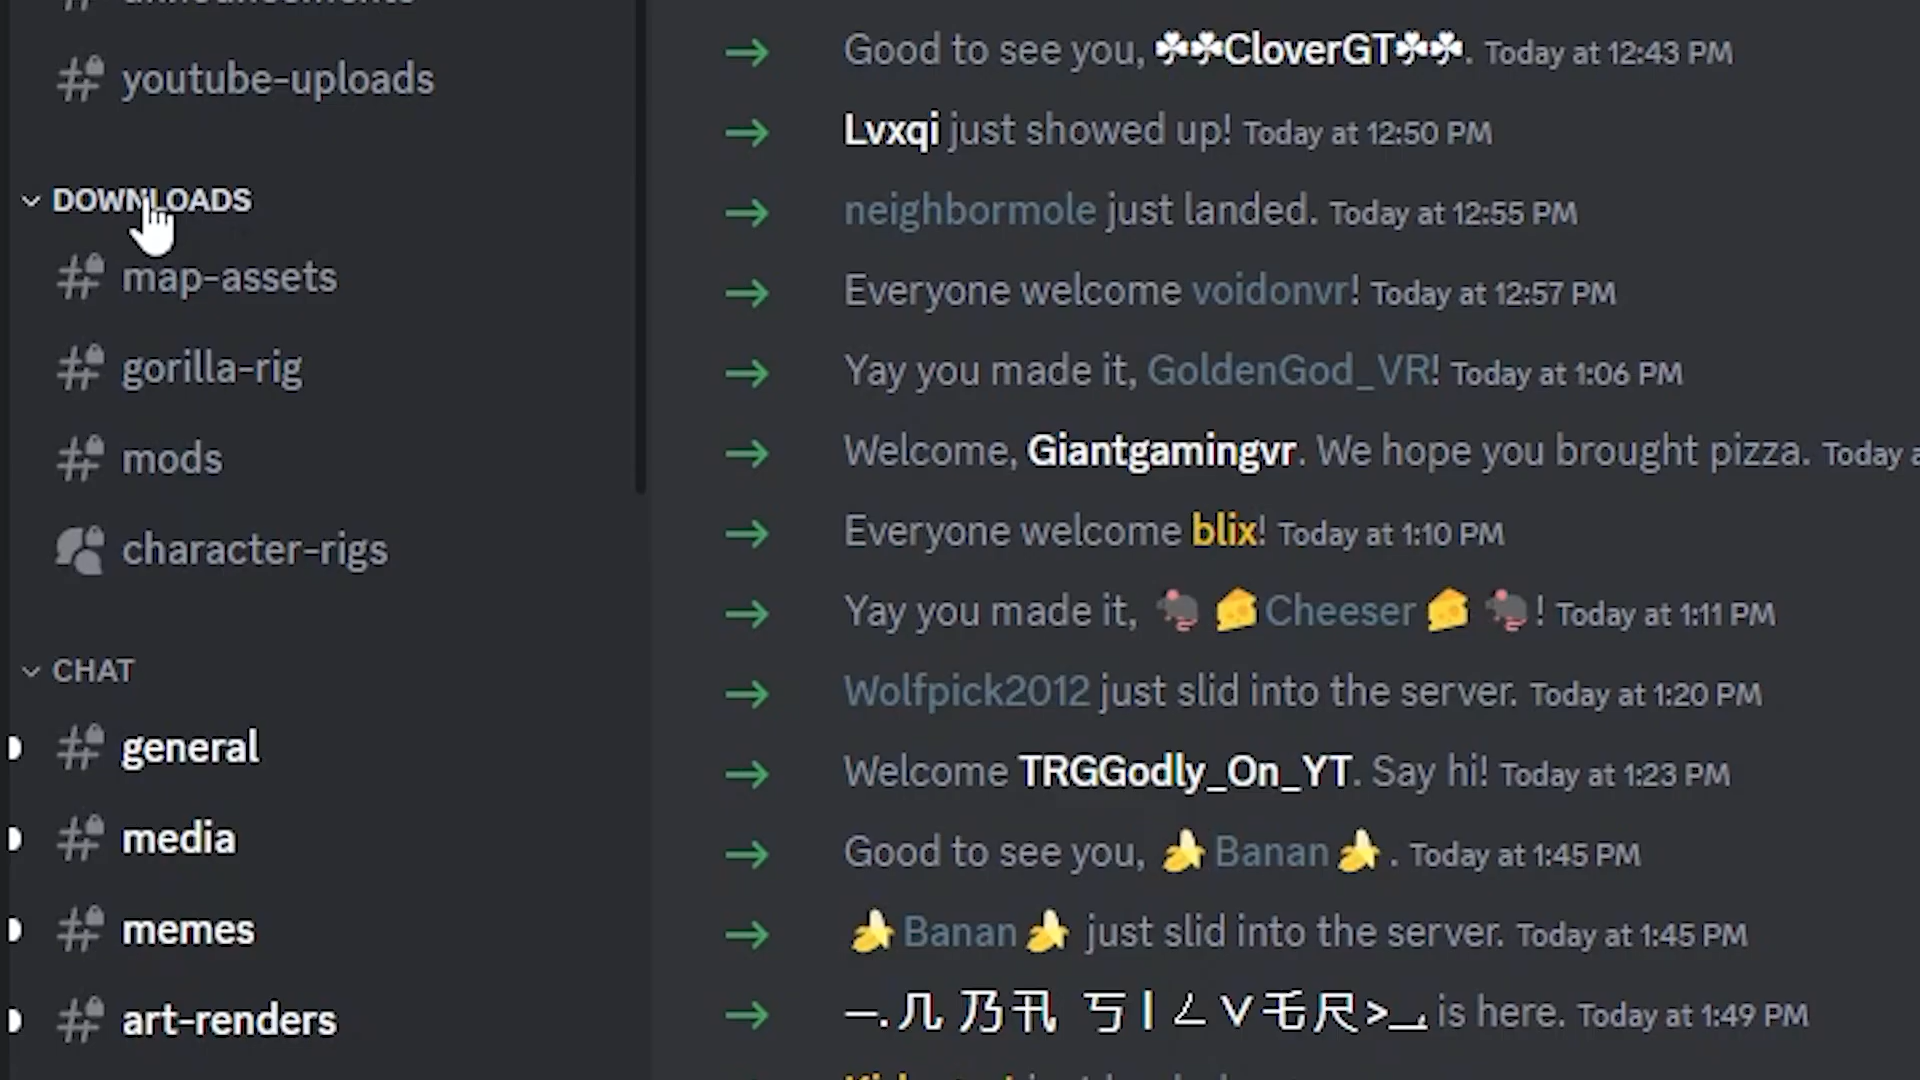 announcements
youtube-uploads
DOWNLOADS
map-assets
gorilla-rig
mods
character-rigs
CHAT
general
media
memes
art-renders
Good to see you, ☘☘CloverGT☘☘. Today at 12:43 PM
Lvxqi just showed up! Today at 12:50 PM
neighbormole just landed. Today at 12:55 PM
Everyone welcome voidonvr! Today at 12:57 PM
Yay you made it, GoldenGod_VR! Today at 1:06 PM
Welcome, Giantgamingvr. We hope you brought pizza. Today a
Everyone welcome blix! Today at 1:10 PM
Yay you made it, 🐁 🧀 Cheeser 🧀 🐁 ! Today at 1:11 PM
Wolfpick2012 just slid into the server. Today at 1:20 PM
Welcome TRGGodly_On_YT. Say hi! Today at 1:23 PM
Good to see you, 🍌 Banan 🍌 . Today at 1:45 PM
🍌 Banan 🍌 just slid into the server. Today at 1:45 PM
is here. Today at 1:49 PM